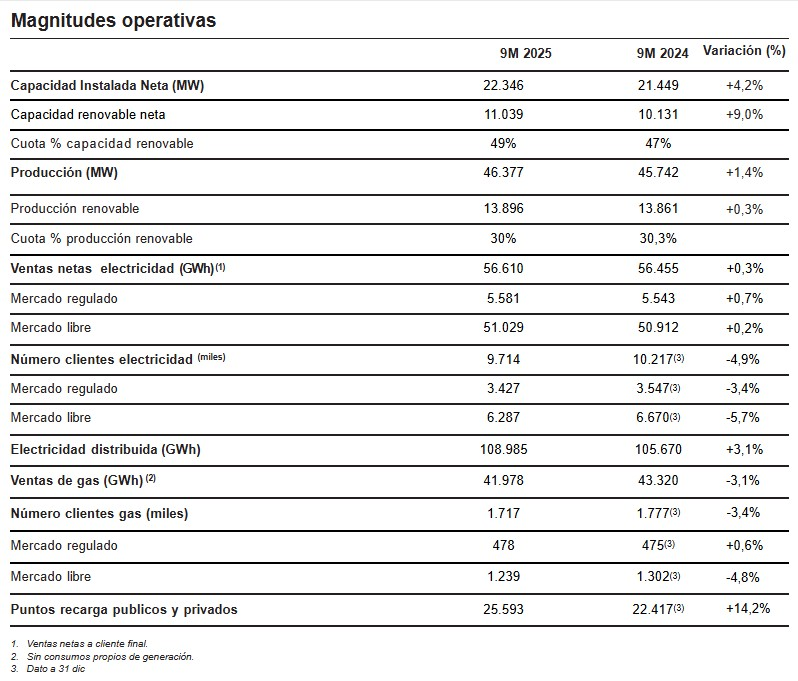 Magnitudes operativas
9M 2025 9M 2024 Variación (%)
Capacidad Instalada Neta (MW) 22.346 21.449 +4,2%
Capacidad renovable neta 11.039 10.131 +9,0%
Cuota % capacidad renovable 49% 47%
Producción (MW) 46.377 45.742 +1,4%
Producción renovable 13.896 13.861 +0,3%
Cuota % producción renovable 30% 30,3%
Ventas netas electricidad (GWh)(1) 56.610 56.455 +0,3%
Mercado regulado 5.581 5.543 +0,7%
Mercado libre 51.029 50.912 +0,2%
Número clientes electricidad (miles) 9.714 10.217(3) -4,9%
Mercado regulado 3.427 3.547(3) -3,4%
Mercado libre 6.287 6.670(3) -5,7%
Electricidad distribuida (GWh) 108.985 105.670 +3,1%
Ventas de gas (GWh) (2) 41.978 43.320 -3,1%
Número clientes gas (miles) 1.717 1.777(3) -3,4%
Mercado regulado 478 475(3) +0,6%
Mercado libre 1.239 1.302(3) -4,8%
Puntos recarga publicos y privados 25.593 22.417(3) +14,2%
1. Ventas netas a cliente final.
2. Sin consumos propios de generación.
3. Dato a 31 dic